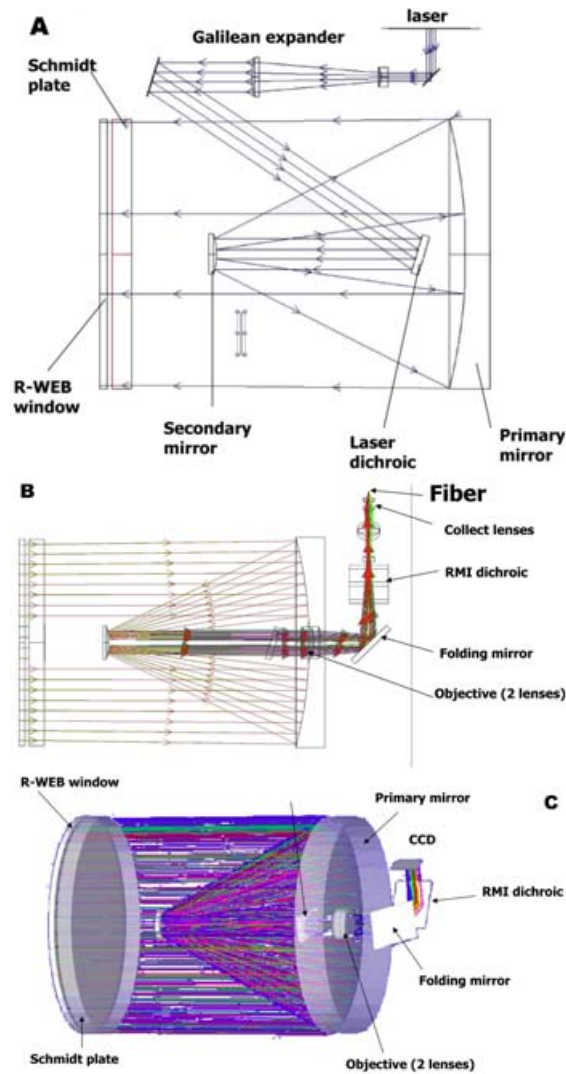 A
laser
Galilean expander
Schmidt
plate
R-WEB
window
Secondary
mirror
Laser
dichroic
Primary
mirror
B
Fiber
Collect lenses
RMI dichroic
Folding mirror
Objective (2 lenses)
R-WEB window
Primary mirror
C
CCD
RMI dichroic
Folding mirror
Schmidt plate
Objective (2 lenses)